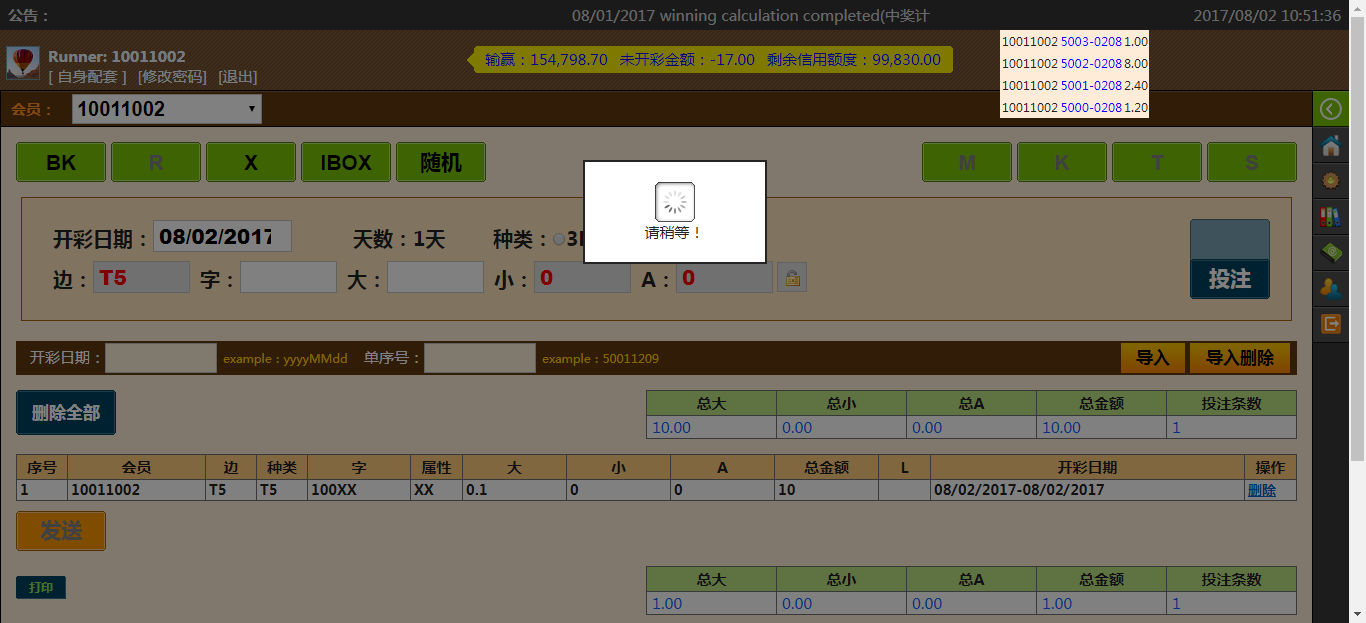 公告：
08/01/2017 winning calculation completed(中奖计
2017/08/02 10:51:36
Runner: 10011002
[ 自身配套 ] [修改密码] [退出]
输赢：154,798.70 未开彩金额：-17.00 剩余信用额度：99,830.00
10011002 5003-0208 1.00
10011002 5002-0208 8.00
10011002 5001-0208 2.40
10011002 5000-0208 1.20
会员：
10011002
BK R X IBOX 随机 M K T S
请稍等！
开彩日期：08/02/2017 天数：1天 种类：
边：T5 字： 大： 小：0 A：0
投注
开彩日期： example : yyyyMMdd 单序号： example : 50011209 导入 导入删除
删除全部
总大 总小 总A 总金额 投注条数
10.00 0.00 0.00 10.00 1
序号 会员 边 种类 字 属性 大 小 A 总金额 L 开彩日期 操作
1 10011002 T5 T5 100XX XX 0.1 0 0 10 08/02/2017-08/02/2017 删除
发送
打印
总大 总小 总A 总金额 投注条数
1.00 0.00 0.00 1.00 1